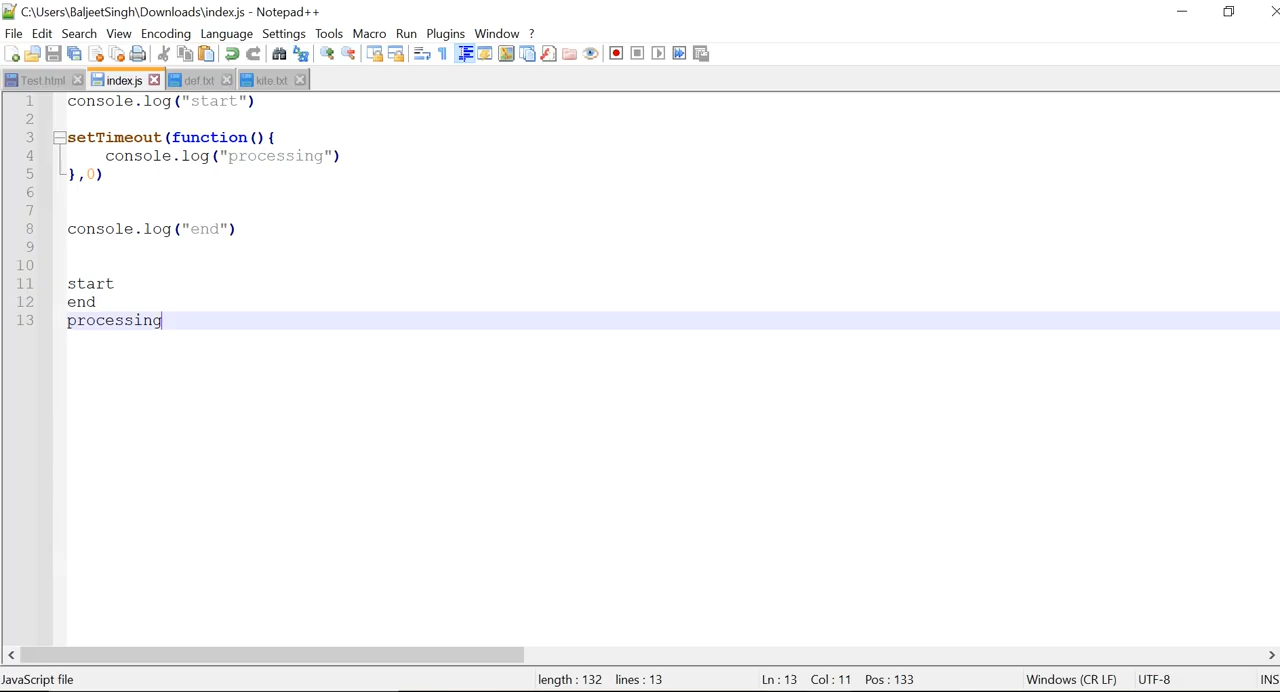 C:\Users\BaljeetSingh\Downloads\index.js - Notepad++
File Edit Search View Encoding Language Settings Tools Macro Run Plugins Window ?
Test.html index.js def.txt kite.txt
1 console.log("start")
2
3 setTimeout(function(){
4 console.log("processing")
5 },0)
6
7
8 console.log("end")
9
10
11 start
12 end
13 processing
JavaScript file length : 132 lines : 13 Ln : 13 Col : 11 Pos : 133 Windows (CR LF) UTF-8 INS